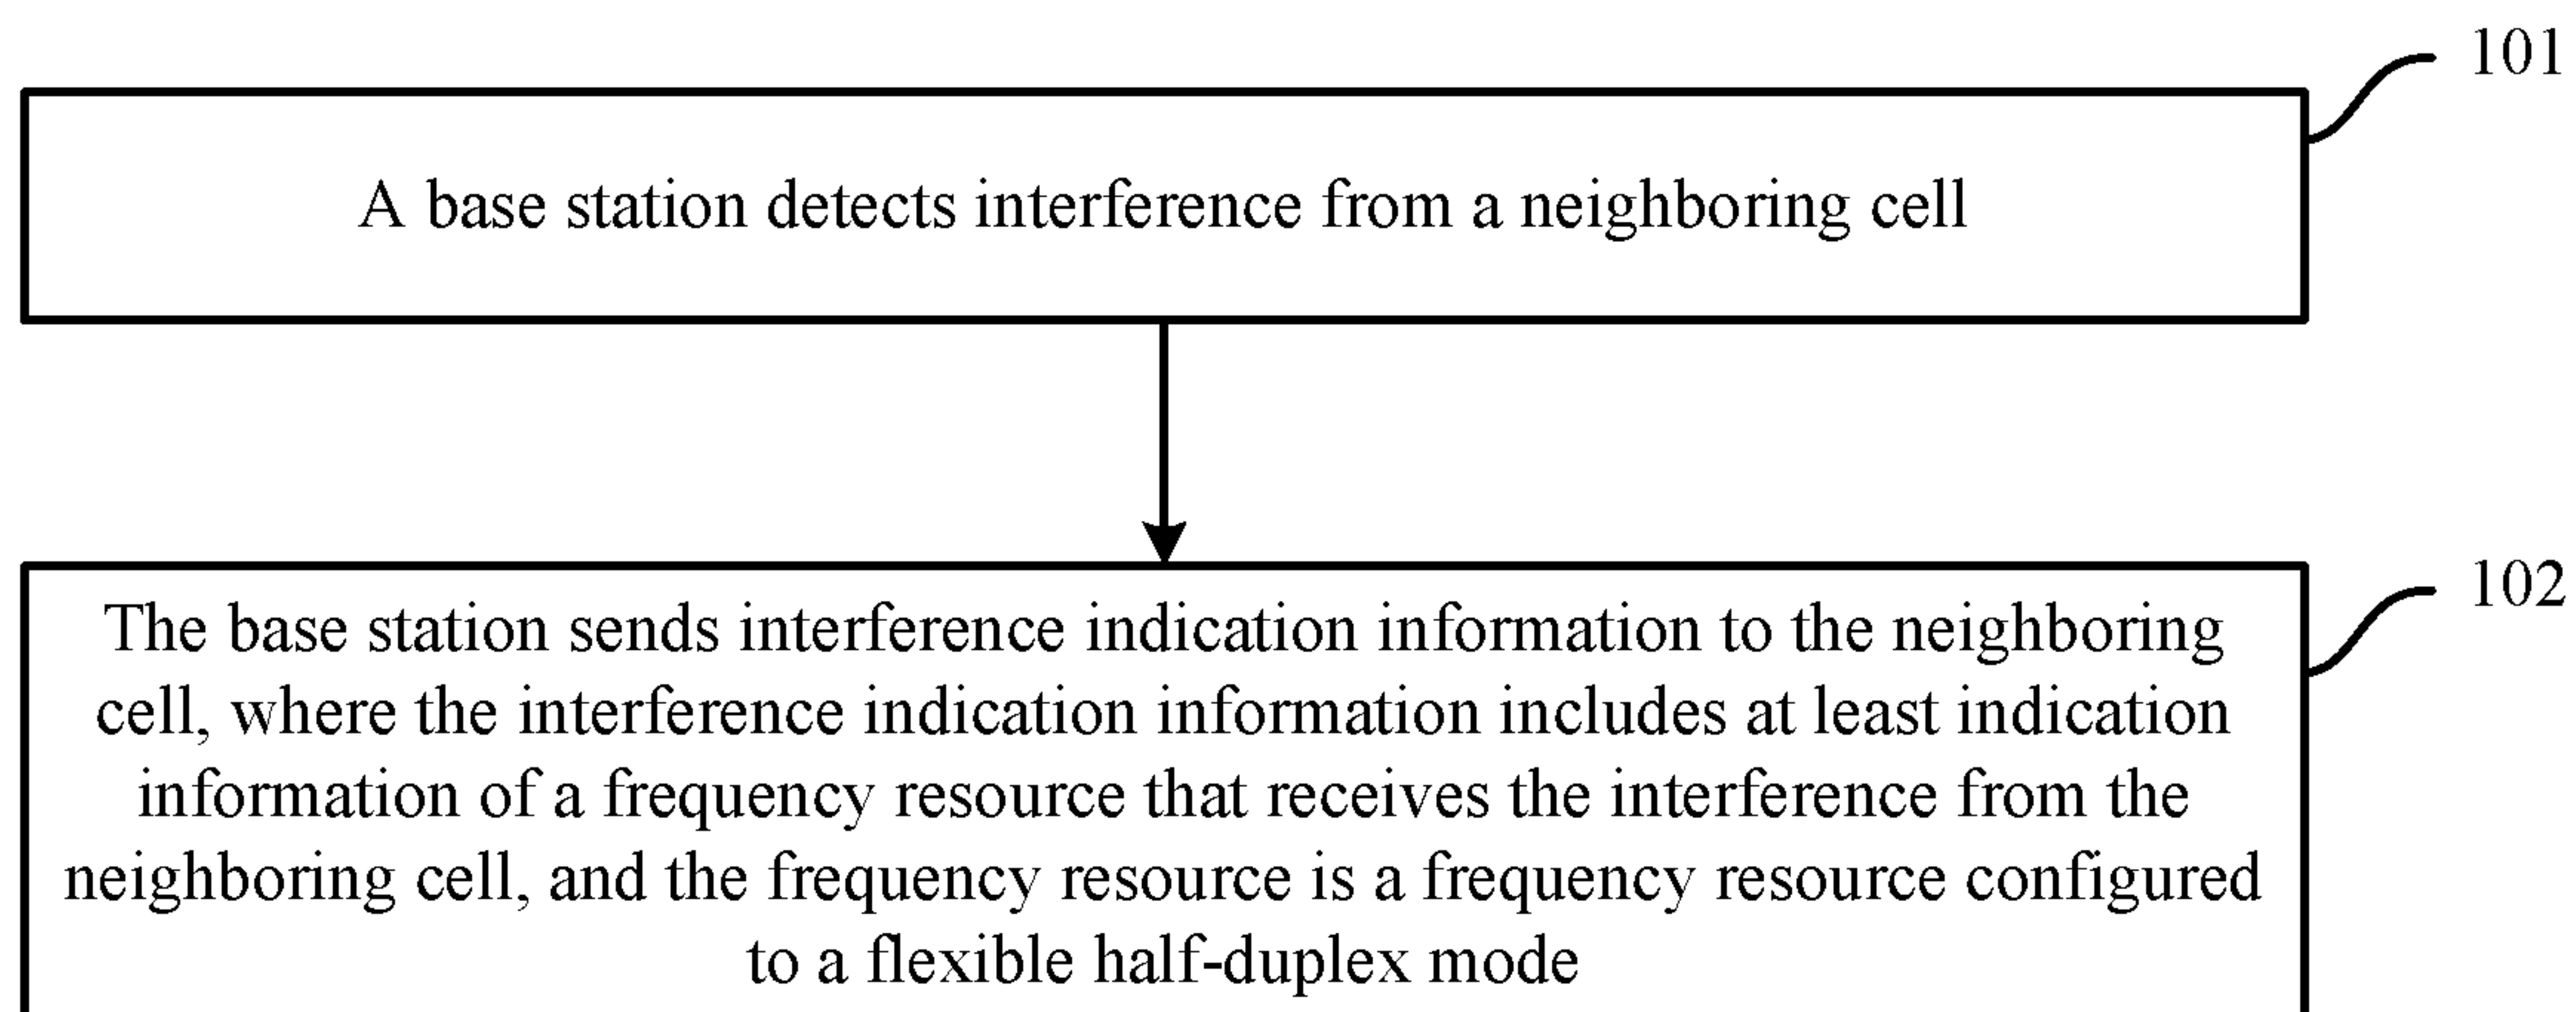 101
A base station detects interference from a neighboring cell
102
The base station sends interference indication information to the neighboring
cell, where the interference indication information includes at least indication
information of a frequency resource that receives the interference from the
neighboring cell, and the frequency resource is a frequency resource configured
to a flexible half-duplex mode